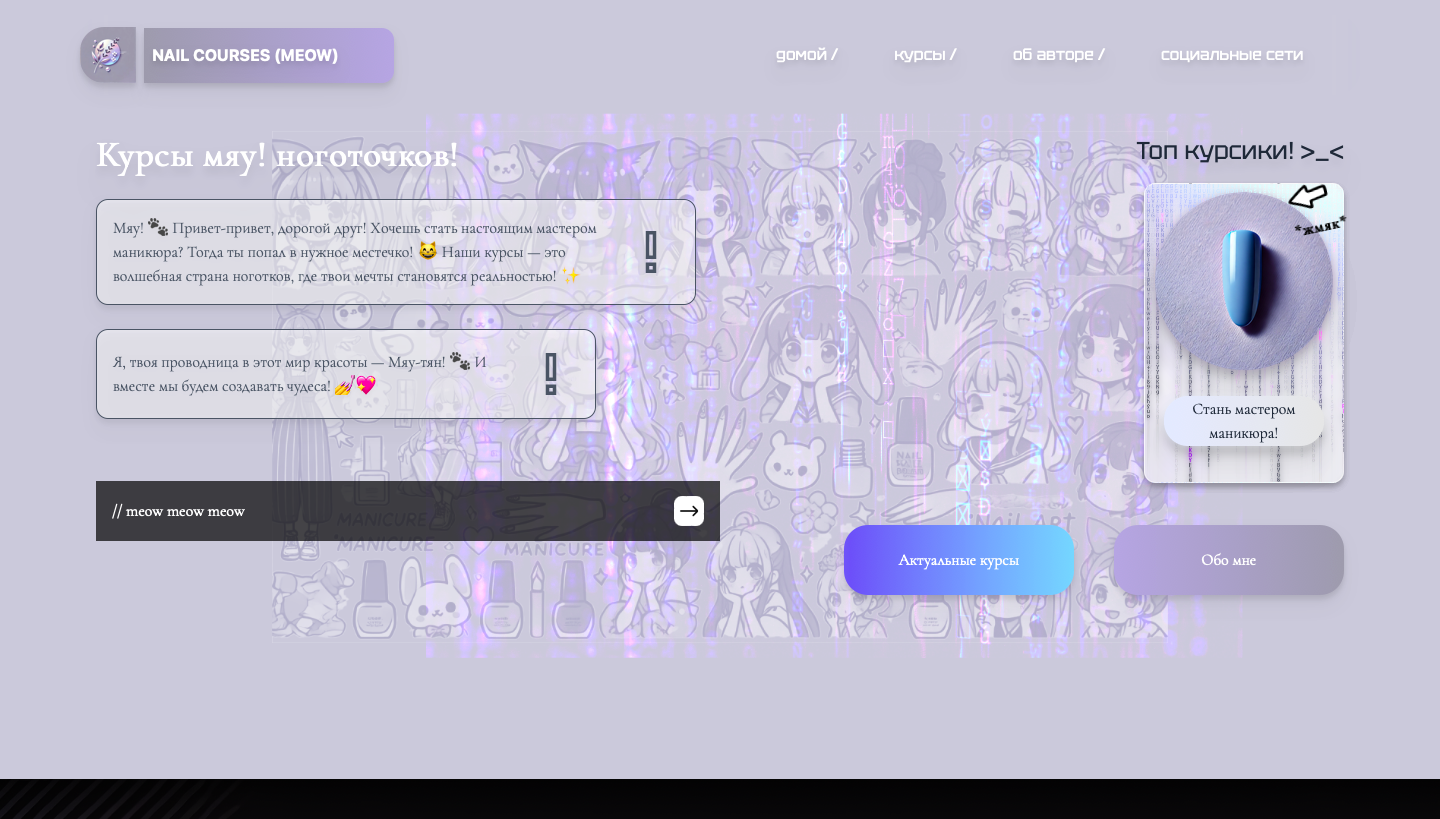 NAIL COURSES (MEOW)
домой /
курсы /
об авторе /
социальные сети
Курсы мяу! ноготочков!
Топ курсики! >_<
Мяу! 🐾 Привет-привет, дорогой друг! Хочешь стать настоящим мастером
маникюра? Тогда ты попал в нужное местечко! 😺 Наши курсы — это
волшебная страна ноготков, где твои мечты становятся реальностью! ✨
!
Я, твоя проводница в этот мир красоты — Мяу-тян! 🐾 И
вместе мы будем создавать чудеса! 💅💖
!
*жмяк*
Стань мастером
маникюра!
// meow meow meow
Актуальные курсы
Обо мне
MANICURE
MANICURE
MANICURE
Nail ART
NAIL